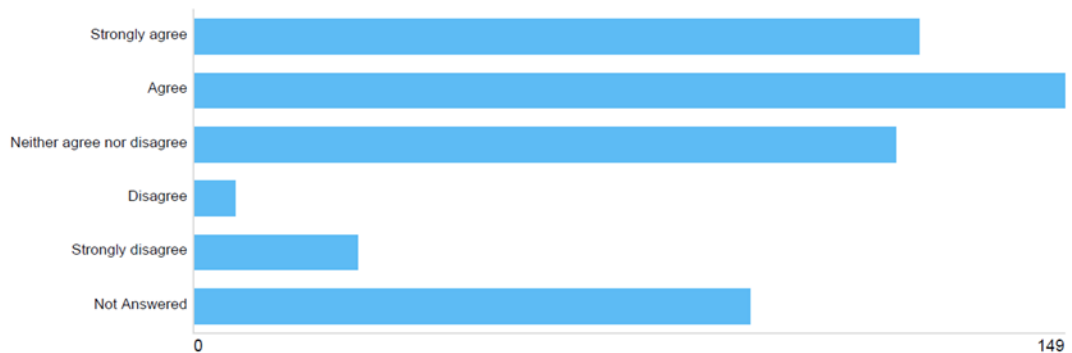 Strongly agree
Agree
Neither agree nor disagree
Disagree
Strongly disagree
Not Answered
0 149